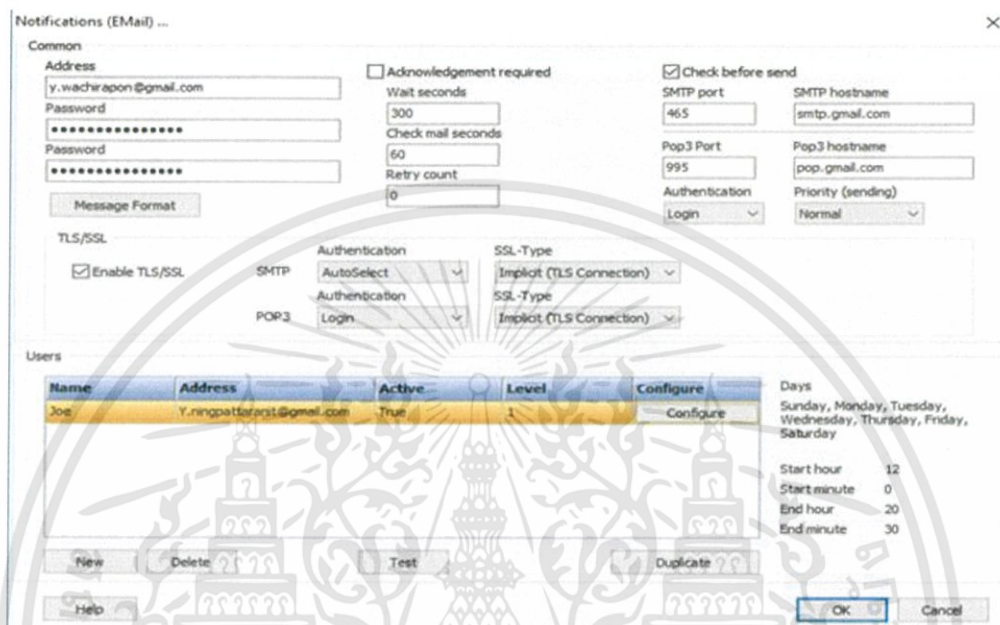 Notifications (EMail) ...
Common
Address
y.wachirapon@gmail.com
Password
Password
Message Format
Acknowledgement required
Wait seconds
300
Check mail seconds
60
Retry count
0
Check before send
SMTP port
SMTP hostname
465
smtp.gmail.com
Pop3 Port
Pop3 hostname
995
pop.gmail.com
Authentication
Priority (sending)
Login
Normal
TLS/SSL
Enable TLS/SSL
Authentication
SSL-Type
SMTP
AutoSelect
Implicit (TLS Connection)
Authentication
SSL-Type
POP3
Login
Implicit (TLS Connection)
Users
Name Address Active Level Configure
Joe True 1 Configure
Days
Sunday, Monday, Tuesday,
Wednesday, Thursday, Friday,
Saturday
Start hour 12
Start minute 0
End hour 20
End minute 30
New Delete Test Duplicate
Help OK Cancel